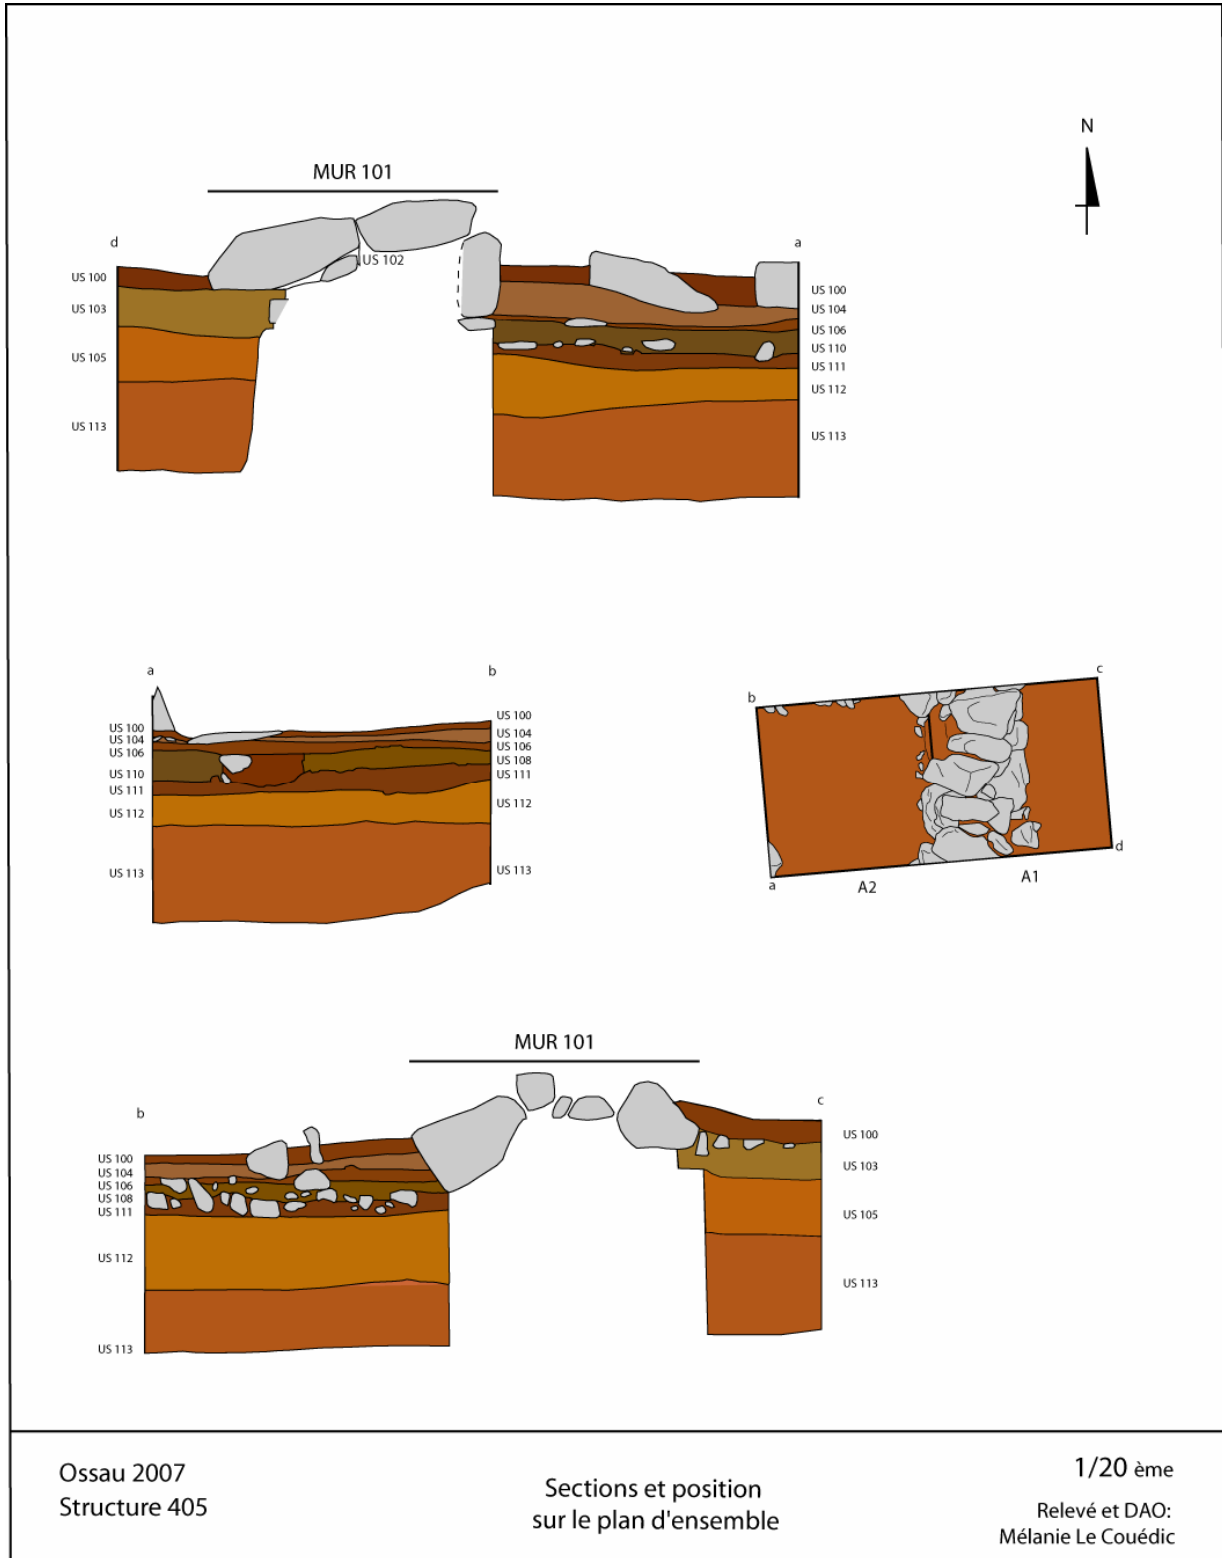 N
MUR 101
d
a
US 102
US 100
US 103
US 105
US 113
US 100
US 104
US 106
US 110
US 111
US 112
US 113
a
b
US 100
US 104
US 106
US 110
US 111
US 112
US 113
US 100
US 104
US 106
US 108
US 111
US 112
US 113
b
c
a
d
A2
A1
MUR 101
b
c
US 100
US 104
US 106
US 108
US 111
US 112
US 113
US 100
US 103
US 105
US 113
Ossau 2007
Structure 405
Sections et position
sur le plan d'ensemble
1/20 ème
Relevé et DAO:
Mélanie Le Couédic